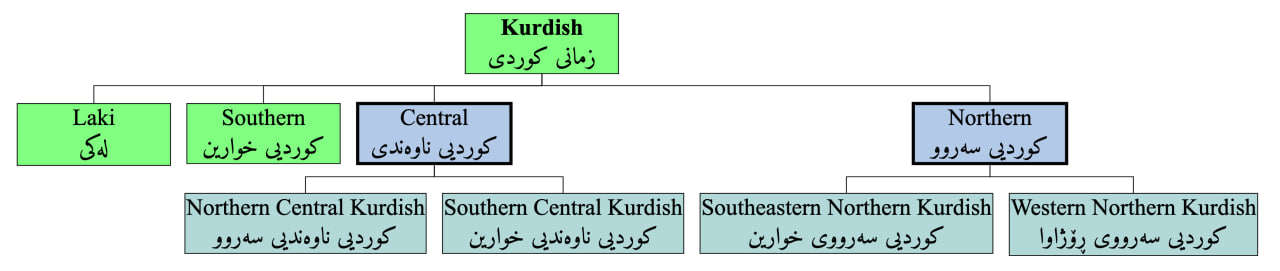 Kurdish
زمانی کوردی
Laki
لەکی
Southern
کوردیی خوارین
Central
کوردیی ناوەندی
Northern
کوردیی سەروو
Northern Central Kurdish
کوردیی ناوەندیی سەروو
Southern Central Kurdish
کوردیی ناوەندیی خوارین
Southeastern Northern Kurdish
کوردیی سەرووی خوارین
Western Northern Kurdish
کوردیی سەرووی ڕۆژاوا